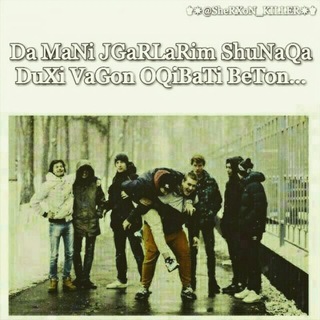 @SheRXoN_KILLER
Da MaNi JGaRLaRim ShuNaQa
DuXi VaGon OQiBaTi BeTon...